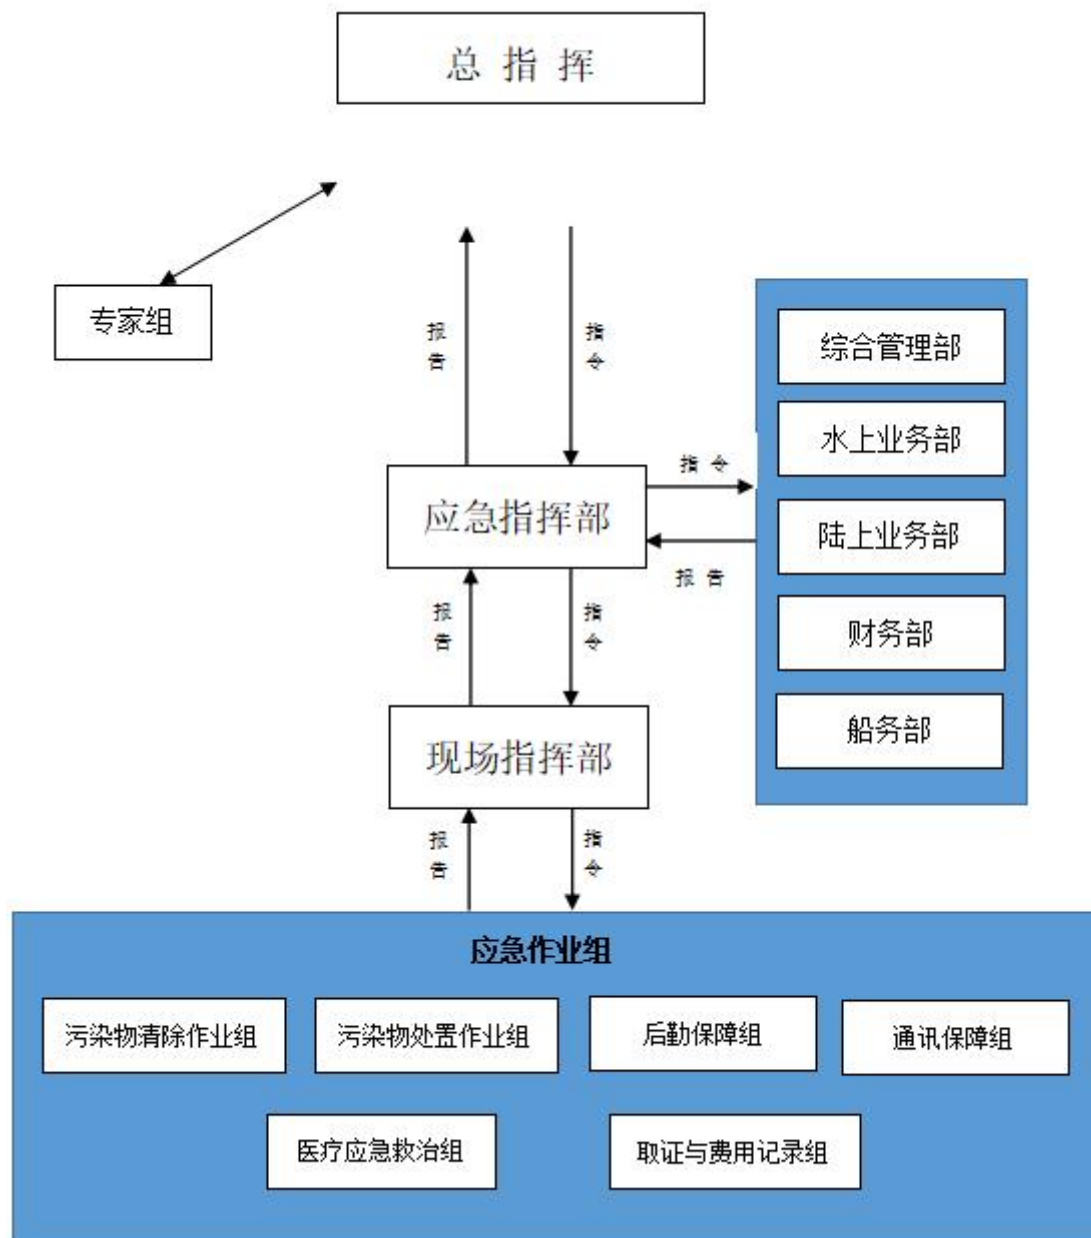 总 指 挥
专家组
报告
指令
综合管理部
水上业务部
陆上业务部
财务部
船务部
指 令
应急指挥部
报 告
报告
指令
现场指挥部
报告
指令
应急作业组
污染物清除作业组
污染物处置作业组
后勤保障组
通讯保障组
医疗应急救治组
取证与费用记录组